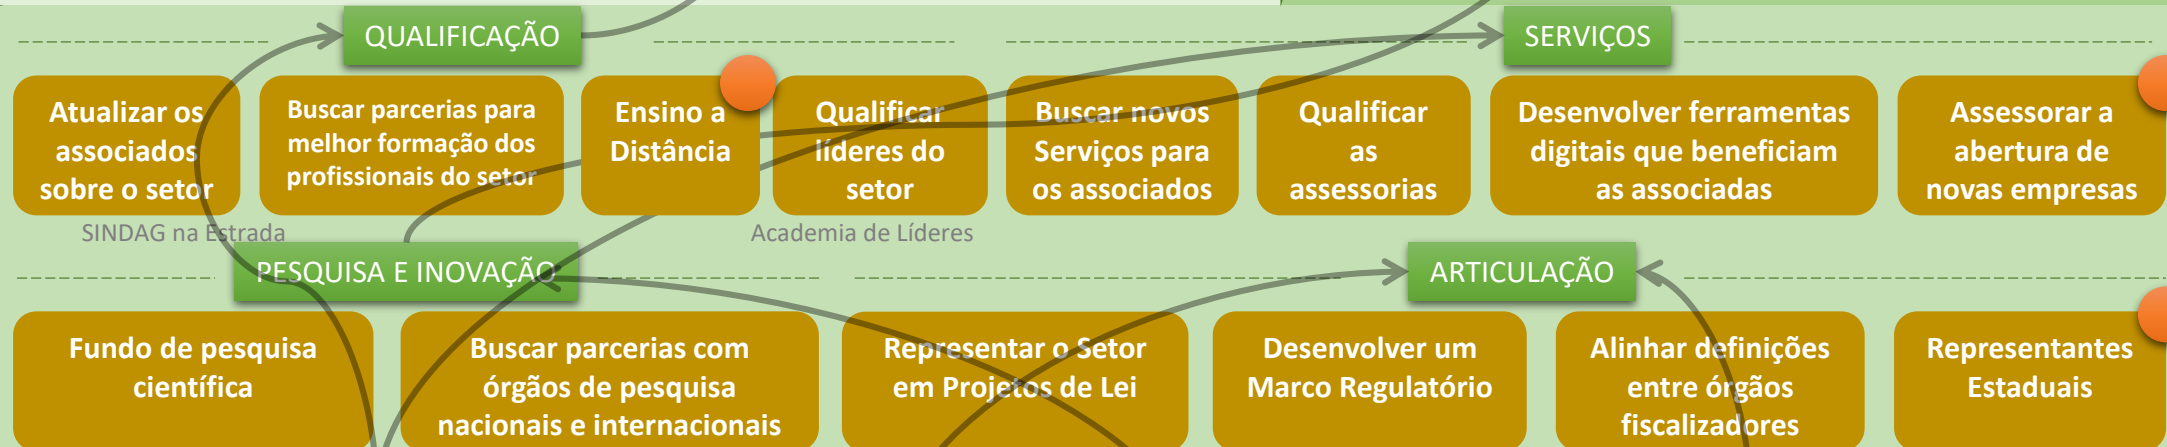 QUALIFICAÇÃO
SERVIÇOS
Atualizar os
associados
sobre o setor
Buscar parcerias para
melhor formação dos
profissionais do setor
Ensino a
Distância
Qualificar
líderes do
setor
Buscar novos
Serviços para
os associados
Qualificar
as
assessorias
Desenvolver ferramentas
digitais que beneficiam
as associadas
Assessorar a
abertura de
novas empresas
SINDAG na Estrada
Academia de Líderes
PESQUISA E INOVAÇÃO
ARTICULAÇÃO
Fundo de pesquisa
científica
Buscar parcerias com
órgãos de pesquisa
nacionais e internacionais
Representar o Setor
em Projetos de Lei
Desenvolver um
Marco Regulatório
Alinhar definições
entre órgãos
fiscalizadores
Representantes
Estaduais